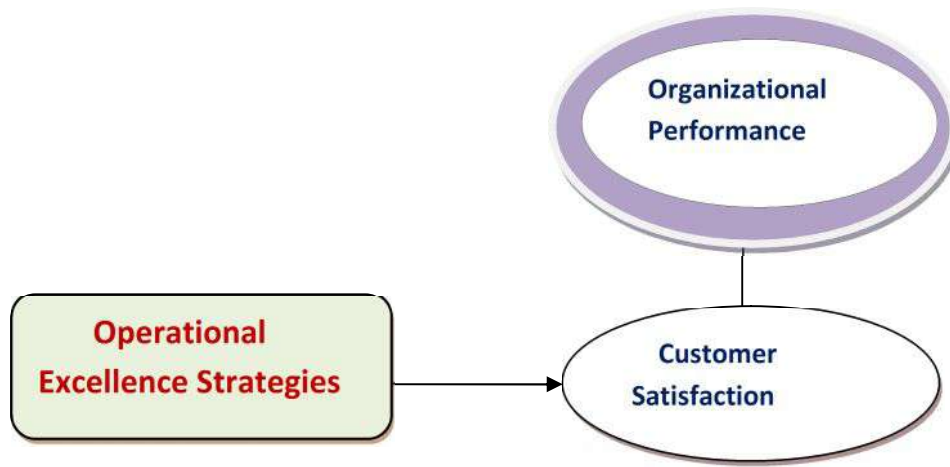 Organizational
Performance
Operational
Excellence Strategies
Customer
Satisfaction